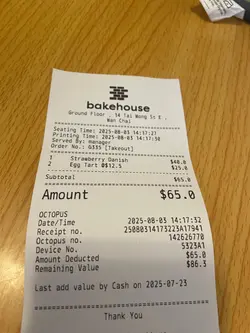 bakehouse
Ground Floor , 14 Tai Wong St E ,
Wan Chai
Seating Time: 2025-08-03 14:17:27
Printing Time: 2025-08-03 14:17:30
Served By: manager
Order No.: G335 [Takeout]
1 Strawberry Danish $40.0
2 Egg Tart @$12.5 $25.0
Subtotal $65.0
Amount $65.0
OCTOPUS
Date/Time 2025-08-03 14:17:32
Receipt no. 25080314173223A17941
Octopus no. 142626770
Device No. 5323A1
Amount Deducted $65.0
Remaining Value $86.3
Last add value by Cash on 2025-07-23
Thank You